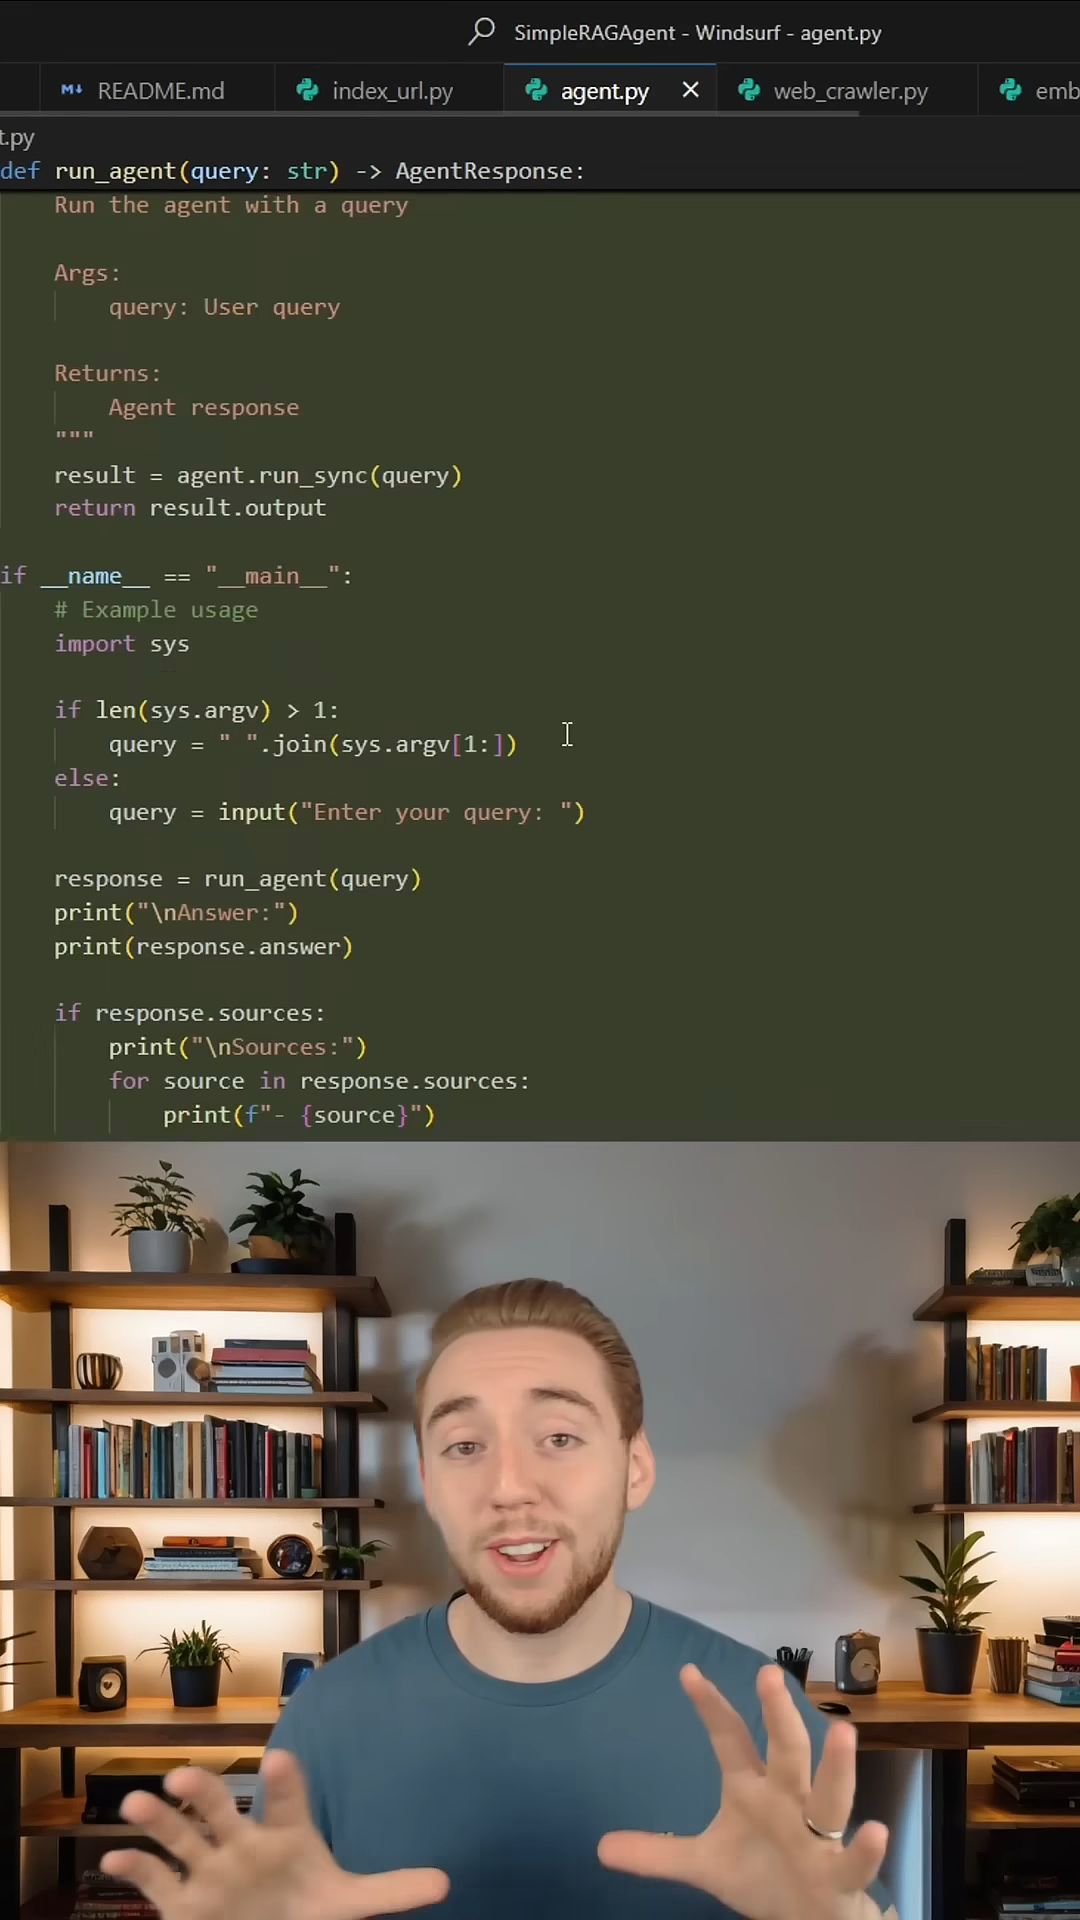 SimpleRAGAgent - Windsurf - agent.py
README.md
index_url.py
agent.py
web_crawler.py
emb
t.py
def run_agent(query: str) -> AgentResponse:
    Run the agent with a query
    Args:
        query: User query
    Returns:
        Agent response
    """
    result = agent.run_sync(query)
    return result.output
if __name__ == "__main__":
    # Example usage
    import sys
    if len(sys.argv) > 1:
        query = " ".join(sys.argv[1:])
    else:
        query = input("Enter your query: ")
    response = run_agent(query)
    print("\nAnswer:")
    print(response.answer)
    if response.sources:
        print("\nSources:")
        for source in response.sources:
            print(f"- {source}")